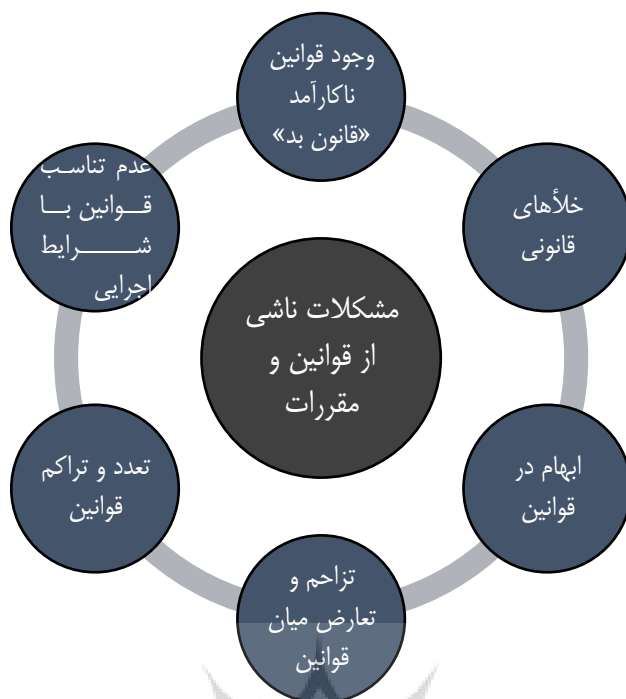 وجود قوانین
ناکارآمد
«قانون بد»
خلأهای
قانونی
ابهام در
قوانین
تزاحم و
تعارض میان
قوانین
تعدد و تراکم
قوانین
عدم تناسب
قوانین با
شرایط
اجرایی
مشکلات ناشی
از قوانین و
مقررات